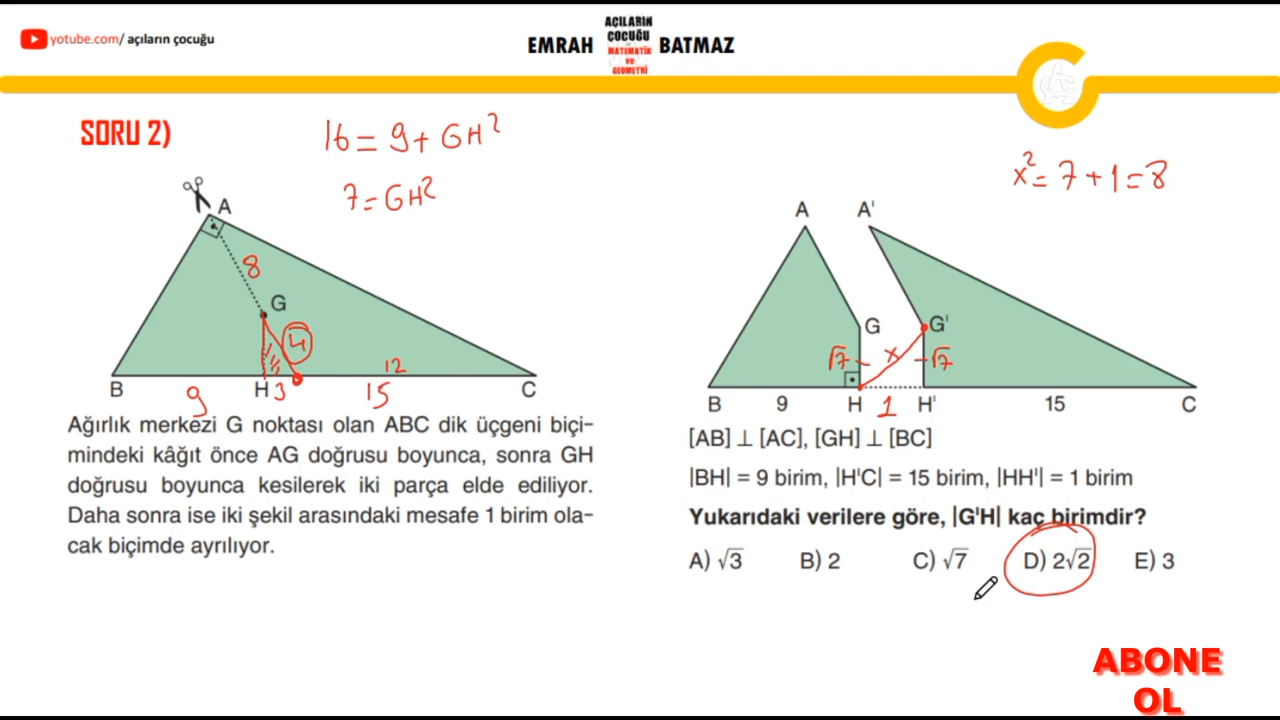 yotube.com/ açıların çocuğu
EMRAH
AÇILARIN
ÇOCUĞU
MATEMATİK
ve
GEOMETRİ
BATMAZ
SORU 2)
16 = 9 + GH²
7 = GH²
x² = 7 + 1 = 8
A
8
G
4
12
B
H
3
C
9
15
A
A'
G
G'
√7
x
√7
B
9
H
1
H'
15
C
Ağırlık merkezi G noktası olan ABC dik üçgeni biçi-
mindeki kâğıt önce AG doğrusu boyunca, sonra GH
doğrusu boyunca kesilerek iki parça elde ediliyor.
Daha sonra ise iki şekil arasındaki mesafe 1 birim ola-
cak biçimde ayrılıyor.
[AB] ⊥ [AC], [GH] ⊥ [BC]
|BH| = 9 birim, |H'C| = 15 birim, |HH'| = 1 birim
Yukarıdaki verilere göre, |G'H| kaç birimdir?
A) √3 B) 2 C) √7 D) 2√2 E) 3
ABONE
OL